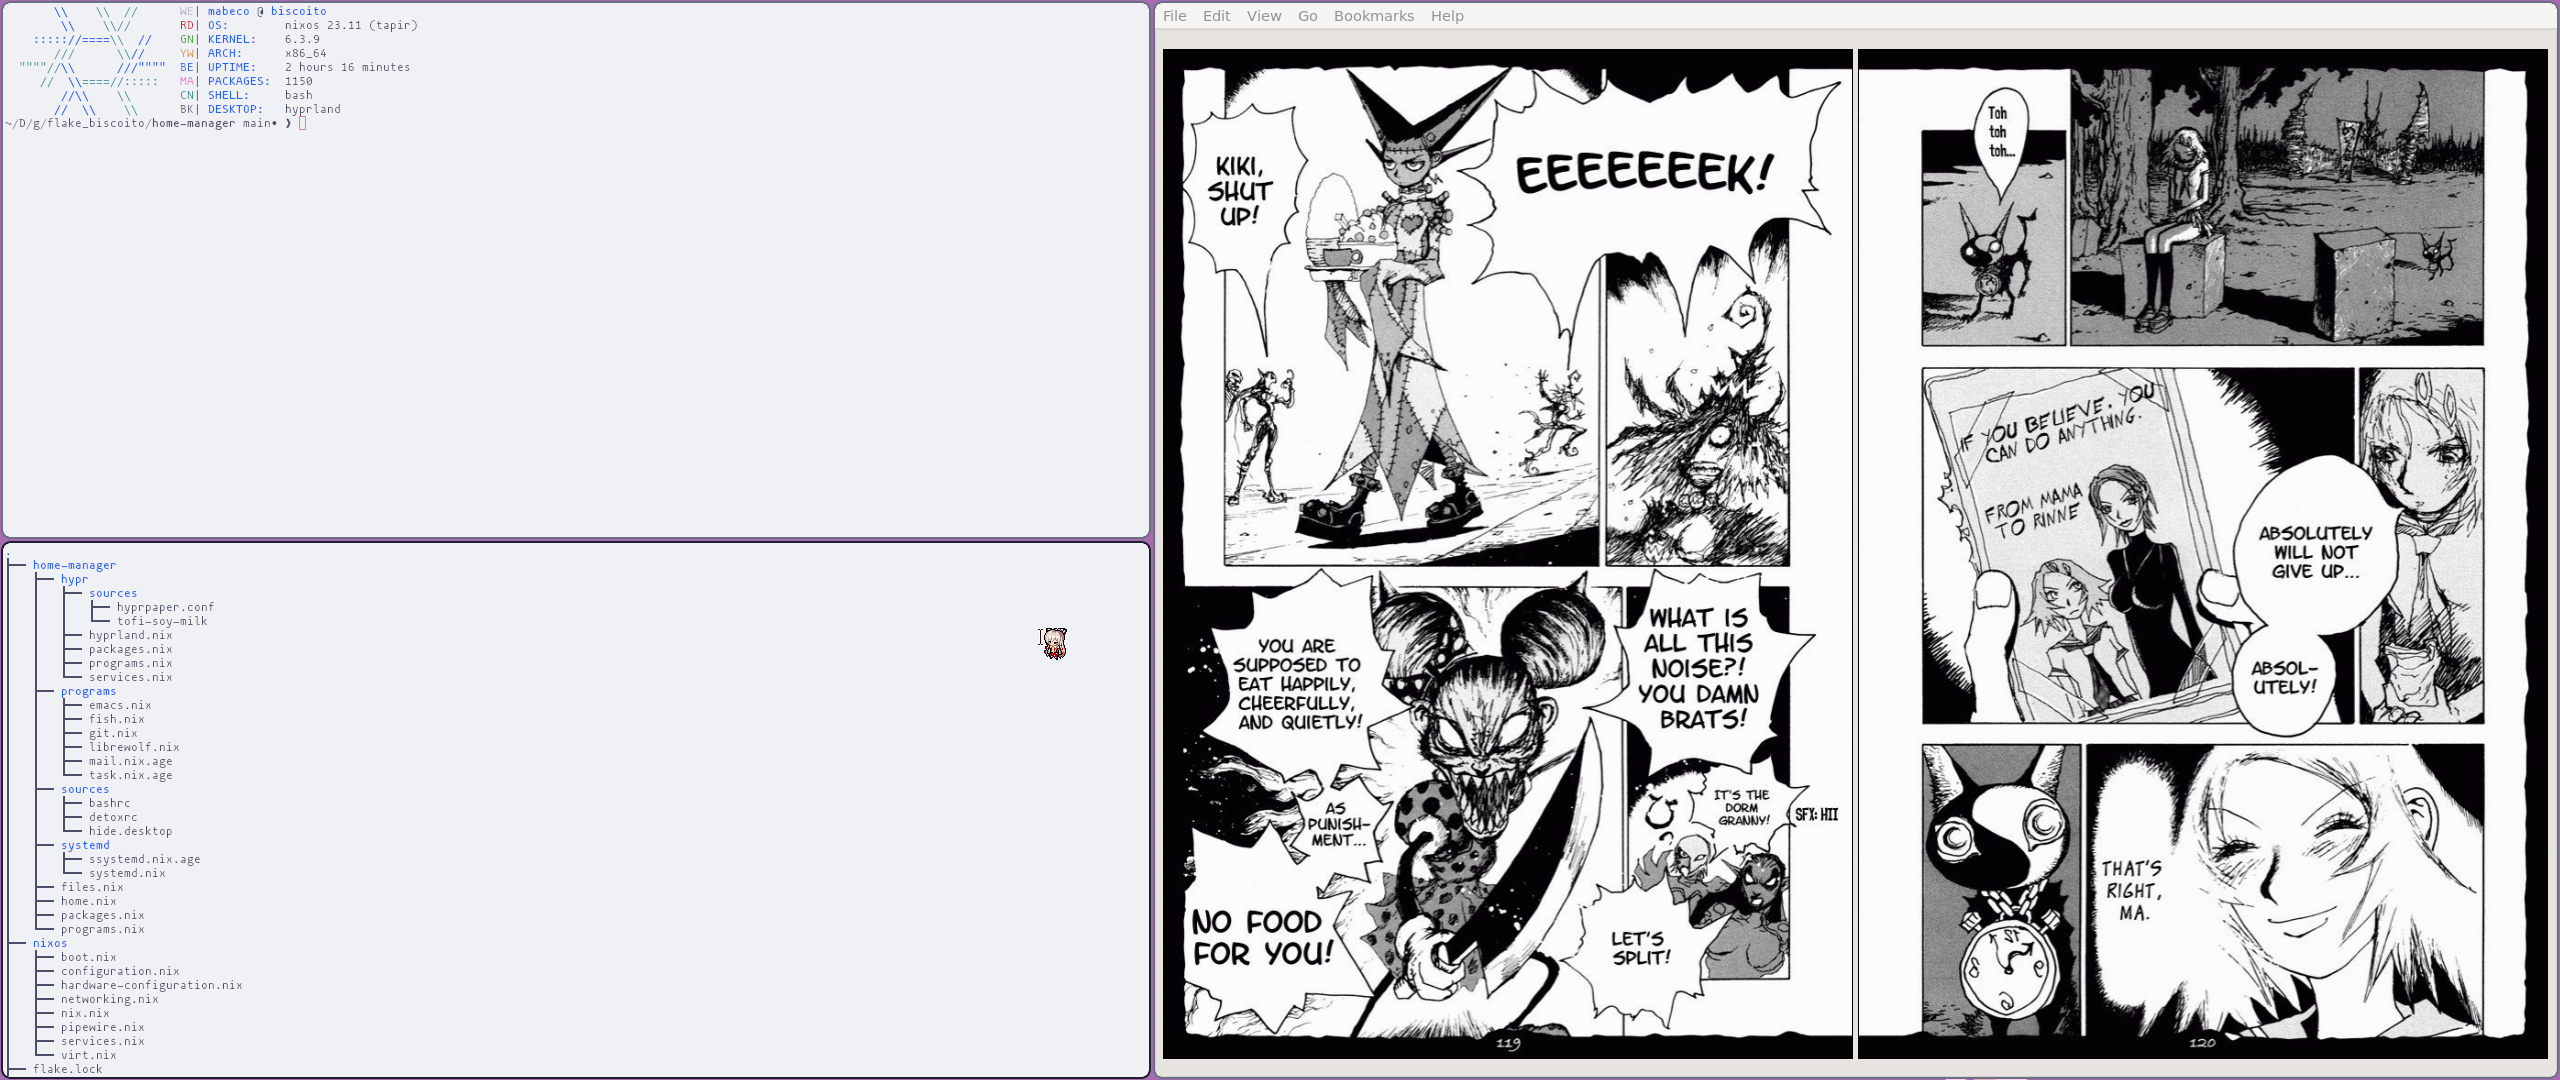 WE| mabeco @ biscoito
RD| OS: nixos 23.11 (tapir)
GN| KERNEL: 6.3.9
YW| ARCH: x86_64
BE| UPTIME: 2 hours 16 minutes
MA| PACKAGES: 1150
CN| SHELL: bash
BK| DESKTOP: hyprland
~/D/g/flake_biscoito/home-manager main• ❯
.
├── home-manager
│   ├── hypr
│   │   ├── sources
│   │   │   ├── hyprpaper.conf
│   │   │   └── tofi-soy-milk
│   │   ├── hyprland.nix
│   │   ├── packages.nix
│   │   ├── programs.nix
│   │   └── services.nix
│   ├── programs
│   │   ├── emacs.nix
│   │   ├── fish.nix
│   │   ├── git.nix
│   │   ├── librewolf.nix
│   │   ├── mail.nix.age
│   │   └── task.nix.age
│   ├── sources
│   │   ├── bashrc
│   │   ├── detoxrc
│   │   └── hide.desktop
│   ├── systemd
│   │   ├── ssystemd.nix.age
│   │   └── systemd.nix
│   ├── files.nix
│   ├── home.nix
│   ├── packages.nix
│   └── programs.nix
├── nixos
│   ├── boot.nix
│   ├── configuration.nix
│   ├── hardware-configuration.nix
│   ├── networking.nix
│   ├── nix.nix
│   ├── pipewire.nix
│   ├── services.nix
│   └── virt.nix
├── flake.lock
File Edit View Go Bookmarks Help
KIKI,
SHUT
UP!
EEEEEEEK!
YOU ARE
SUPPOSED TO
EAT HAPPILY,
CHEERFULLY,
AND QUIETLY!
WHAT IS
ALL THIS
NOISE?!
YOU DAMN
BRATS!
AS
PUNISH-
MENT...
IT'S THE
DORM
GRANNY!
SFX: HII
NO FOOD
FOR YOU!
LET'S
SPLIT!
119
Toh
toh
toh...
IF YOU BELIEVE, YOU
CAN DO ANYTHING.
FROM MAMA
TO RINNE
ABSOLUTELY
WILL NOT
GIVE UP...
ABSOL-
UTELY!
THAT'S
RIGHT,
MA.
120